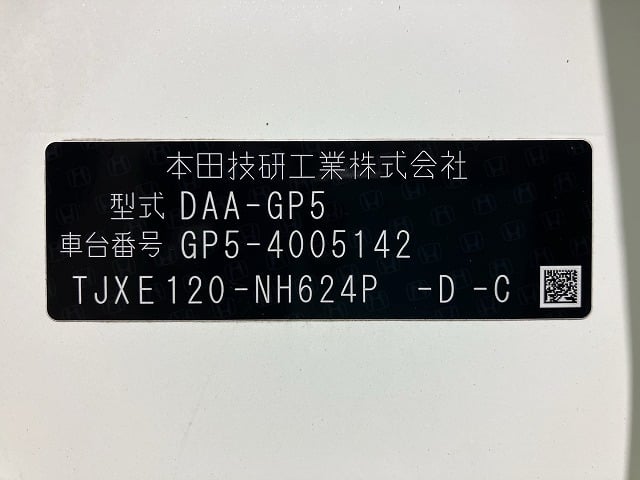 本田技研工業株式会社
型式 DAA-GP5
車台番号 GP5-4005142
TJXE120-NH624P -D -C